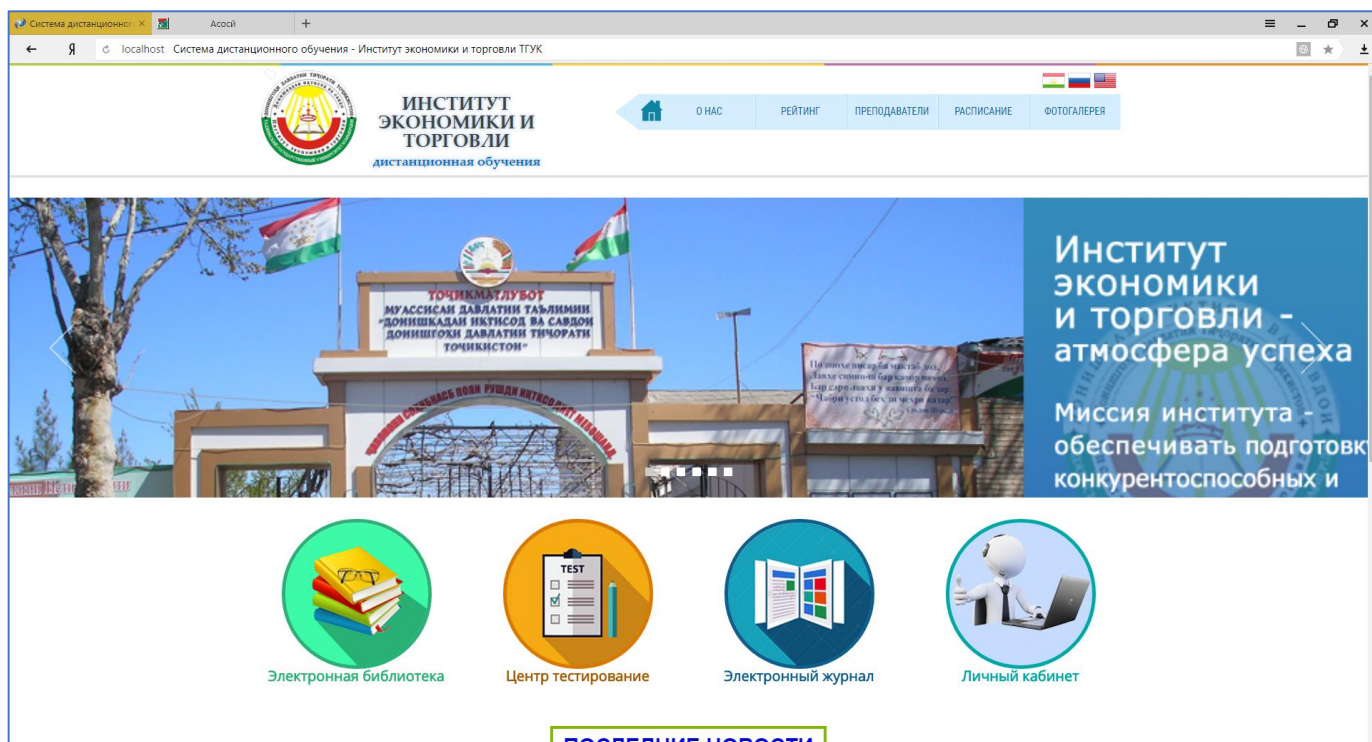 Система дистанционног
Асосӣ
localhost Система дистанционного обучения - Институт экономики и торговли ТГУК
ИНСТИТУТ
ЭКОНОМИКИ И
ТОРГОВЛИ
дистанционная обучения
О НАС
РЕЙТИНГ
ПРЕПОДАВАТЕЛИ
РАСПИСАНИЕ
ФОТОГАЛЕРЕЯ
ТОҶИКМАТЛУБОТ
МУАССИСАИ ДАВЛАТИИ ТАЪЛИМИИ
"ДОНИШКАДАИ ИҚТИСОД ВА САВДОИ
ДОНИШГОҲИ ДАВЛАТИИ ТИҶОРАТИ
ТОҶИКИСТОН"
Институт
экономики
и торговли -
атмосфера успеха
Миссия института -
обеспечивать подготовк
конкурентоспособных и
TEST
Электронная библиотека
Центр тестирование
Электронный журнал
Личный кабинет
ПОСЛЕДНИЕ НОВОСТИ